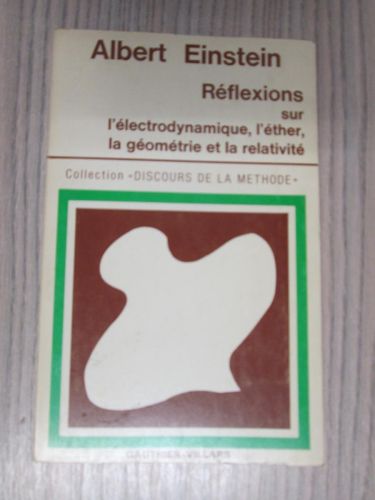 Albert Einstein
Réflexions
sur
l'électrodynamique, l'éther,
la géométrie et la relativité
Collection «DISCOURS DE LA METHODE»
GAUTHIER-VILLARS